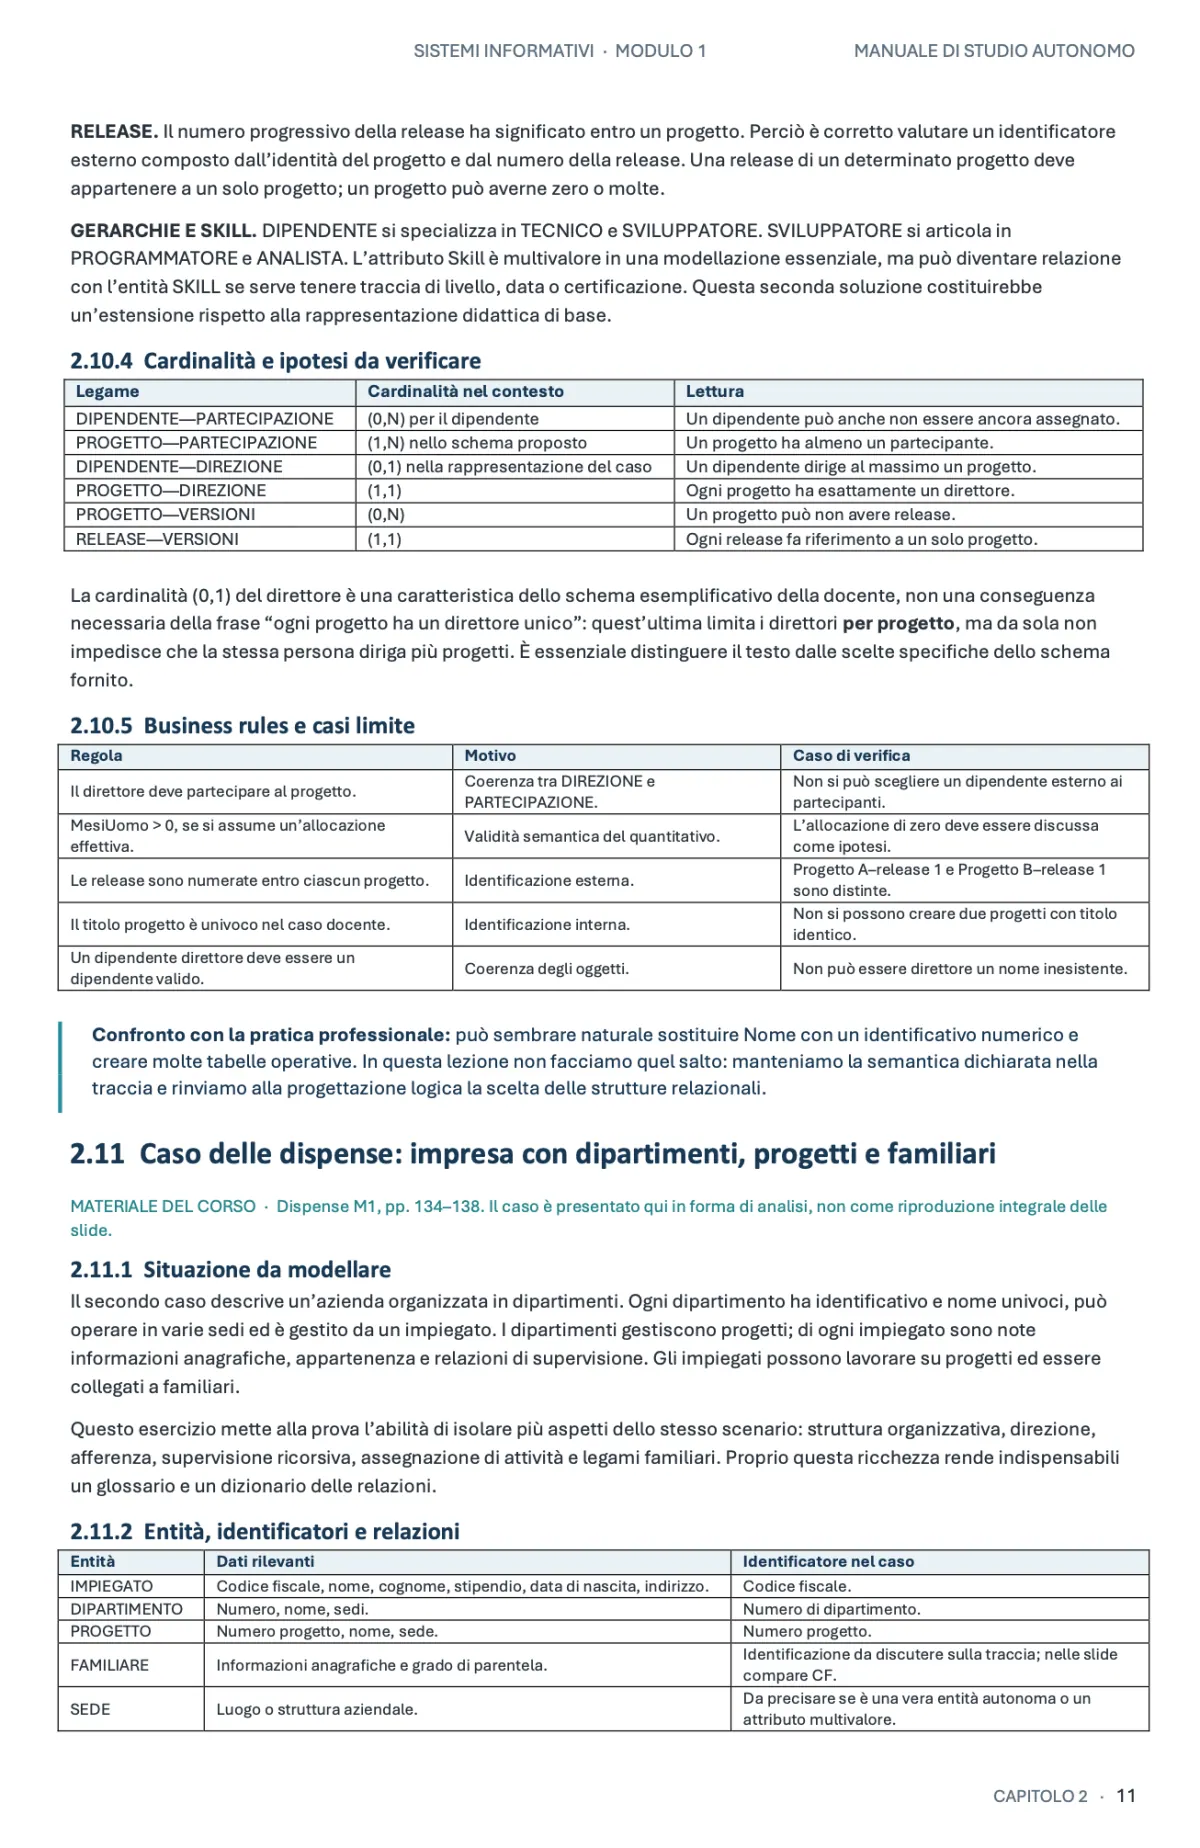 SISTEMI INFORMATIVI · MODULO 1 MANUALE DI STUDIO AUTONOMO
RELEASE. Il numero progressivo della release ha significato entro un progetto. Perciò è corretto valutare un identificatore
esterno composto dall’identità del progetto e dal numero della release. Una release di un determinato progetto deve
appartenere a un solo progetto; un progetto può averne zero o molte.
GERARCHIE E SKILL. DIPENDENTE si specializza in TECNICO e SVILUPPATORE. SVILUPPATORE si articola in
PROGRAMMATORE e ANALISTA. L’attributo Skill è multivalore in una modellazione essenziale, ma può diventare relazione
con l’entità SKILL se serve tenere traccia di livello, data o certificazione. Questa seconda soluzione costituirebbe
un’estensione rispetto alla rappresentazione didattica di base.
2.10.4 Cardinalità e ipotesi da verificare
Legame Cardinalità nel contesto Lettura
DIPENDENTE—PARTECIPAZIONE (0,N) per il dipendente Un dipendente può anche non essere ancora assegnato.
PROGETTO—PARTECIPAZIONE (1,N) nello schema proposto Un progetto ha almeno un partecipante.
DIPENDENTE—DIREZIONE (0,1) nella rappresentazione del caso Un dipendente dirige al massimo un progetto.
PROGETTO—DIREZIONE (1,1) Ogni progetto ha esattamente un direttore.
PROGETTO—VERSIONI (0,N) Un progetto può non avere release.
RELEASE—VERSIONI (1,1) Ogni release fa riferimento a un solo progetto.
La cardinalità (0,1) del direttore è una caratteristica dello schema esemplificativo della docente, non una conseguenza
necessaria della frase “ogni progetto ha un direttore unico”: quest’ultima limita i direttori per progetto, ma da sola non
impedisce che la stessa persona diriga più progetti. È essenziale distinguere il testo dalle scelte specifiche dello schema
fornito.
2.10.5 Business rules e casi limite
Regola Motivo Caso di verifica
Il direttore deve partecipare al progetto.
Coerenza tra DIREZIONE e
PARTECIPAZIONE.
Non si può scegliere un dipendente esterno ai
partecipanti.
MesiUomo > 0, se si assume un’allocazione
effettiva.
Validità semantica del quantitativo.
L’allocazione di zero deve essere discussa
come ipotesi.
Le release sono numerate entro ciascun progetto.
Identificazione esterna.
Progetto A–release 1 e Progetto B–release 1
sono distinte.
Il titolo progetto è univoco nel caso docente.
Identificazione interna.
Non si possono creare due progetti con titolo
identico.
Un dipendente direttore deve essere un
dipendente valido.
Coerenza degli oggetti.
Non può essere direttore un nome inesistente.
Confronto con la pratica professionale: può sembrare naturale sostituire Nome con un identificativo numerico e
creare molte tabelle operative. In questa lezione non facciamo quel salto: manteniamo la semantica dichiarata nella
traccia e rinviamo alla progettazione logica la scelta delle strutture relazionali.
2.11 Caso delle dispense: impresa con dipartimenti, progetti e familiari
MATERIALE DEL CORSO · Dispense M1, pp. 134–138. Il caso è presentato qui in forma di analisi, non come riproduzione integrale delle
slide.
2.11.1 Situazione da modellare
Il secondo caso descrive un’azienda organizzata in dipartimenti. Ogni dipartimento ha identificativo e nome univoci, può
operare in varie sedi ed è gestito da un impiegato. I dipartimenti gestiscono progetti; di ogni impiegato sono note
informazioni anagrafiche, appartenenza e relazioni di supervisione. Gli impiegati possono lavorare su progetti ed essere
collegati a familiari.
Questo esercizio mette alla prova l’abilità di isolare più aspetti dello stesso scenario: struttura organizzativa, direzione,
afferenza, supervisione ricorsiva, assegnazione di attività e legami familiari. Proprio questa ricchezza rende indispensabili
un glossario e un dizionario delle relazioni.
2.11.2 Entità, identificatori e relazioni
Entità Dati rilevanti Identificatore nel caso
IMPIEGATO Codice fiscale, nome, cognome, stipendio, data di nascita, indirizzo. Codice fiscale.
DIPARTIMENTO Numero, nome, sedi. Numero di dipartimento.
PROGETTO Numero progetto, nome, sede. Numero progetto.
FAMILIARE Informazioni anagrafiche e grado di parentela.
Identificazione da discutere sulla traccia; nelle slide
compare CF.
SEDE Luogo o struttura aziendale.
Da precisare se è una vera entità autonoma o un
attributo multivalore.
CAPITOLO 2 · 11